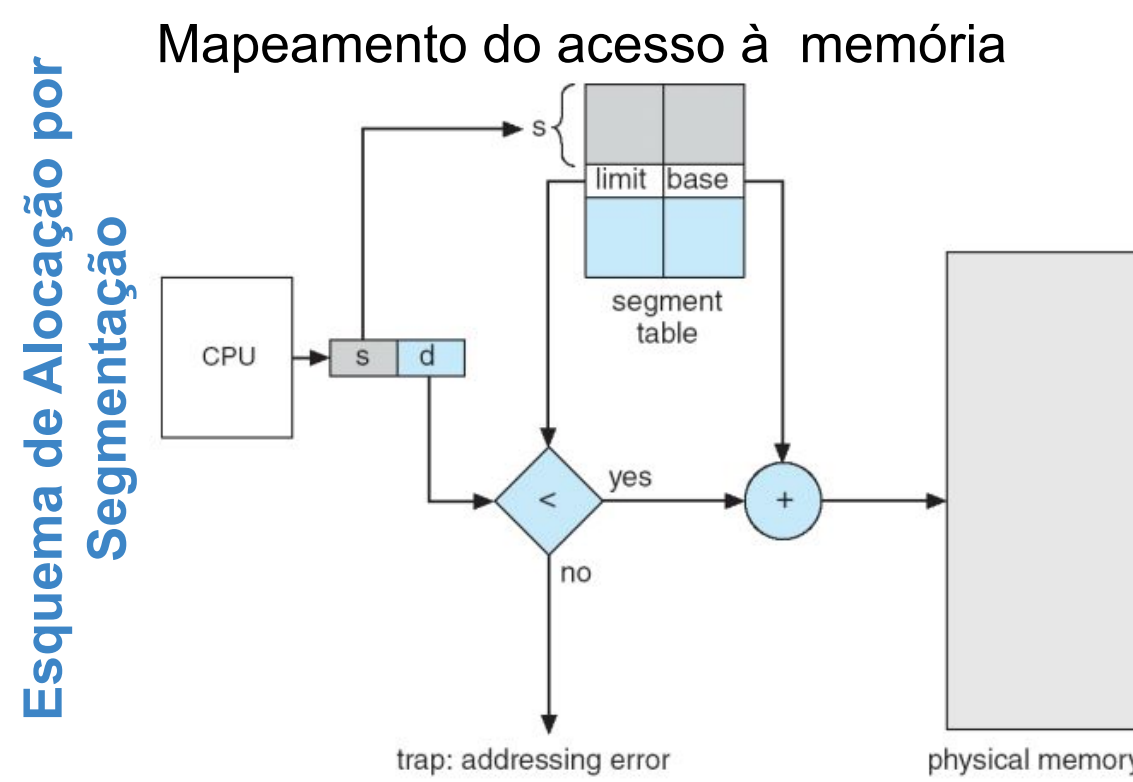 Mapeamento do acesso à  memória
Esquema de Alocação por
Segmentação
s
limit base
segment
table
CPU
s d
<
yes
+
no
trap: addressing error
physical memory